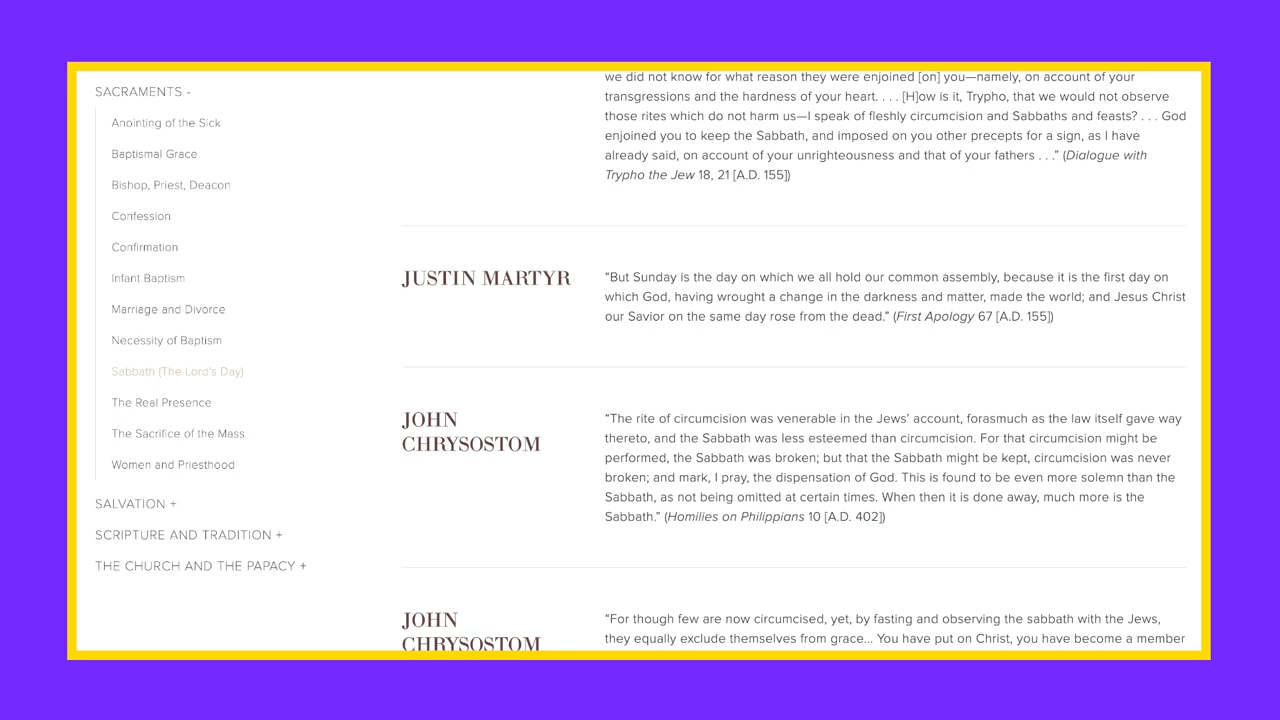 SACRAMENTS -
Anointing of the Sick
Baptismal Grace
Bishop, Priest, Deacon
Confession
Confirmation
Infant Baptism
Marriage and Divorce
Necessity of Baptism
Sabbath (The Lord's Day)
The Real Presence
The Sacrifice of the Mass
Women and Priesthood
SALVATION +
SCRIPTURE AND TRADITION +
THE CHURCH AND THE PAPACY +
we did not know for what reason they were enjoined [on] you—namely, on account of your
transgressions and the hardness of your heart. . . . [H]ow is it, Trypho, that we would not observe
those rites which do not harm us—I speak of fleshly circumcision and Sabbaths and feasts? . . . God
enjoined you to keep the Sabbath, and imposed on you other precepts for a sign, as I have
already said, on account of your unrighteousness and that of your fathers . . .” (Dialogue with
Trypho the Jew 18, 21 [A.D. 155])
JUSTIN MARTYR
“But Sunday is the day on which we all hold our common assembly, because it is the first day on
which God, having wrought a change in the darkness and matter, made the world; and Jesus Christ
our Savior on the same day rose from the dead.” (First Apology 67 [A.D. 155])
JOHN
CHRYSOSTOM
“The rite of circumcision was venerable in the Jews’ account, forasmuch as the law itself gave way
thereto, and the Sabbath was less esteemed than circumcision. For that circumcision might be
performed, the Sabbath was broken; but that the Sabbath might be kept, circumcision was never
broken; and mark, I pray, the dispensation of God. This is found to be even more solemn than the
Sabbath, as not being omitted at certain times. When then it is done away, much more is the
Sabbath.” (Homilies on Philippians 10 [A.D. 402])
JOHN
CHRYSOSTOM
“For though few are now circumcised, yet, by fasting and observing the sabbath with the Jews,
they equally exclude themselves from grace... You have put on Christ, you have become a member